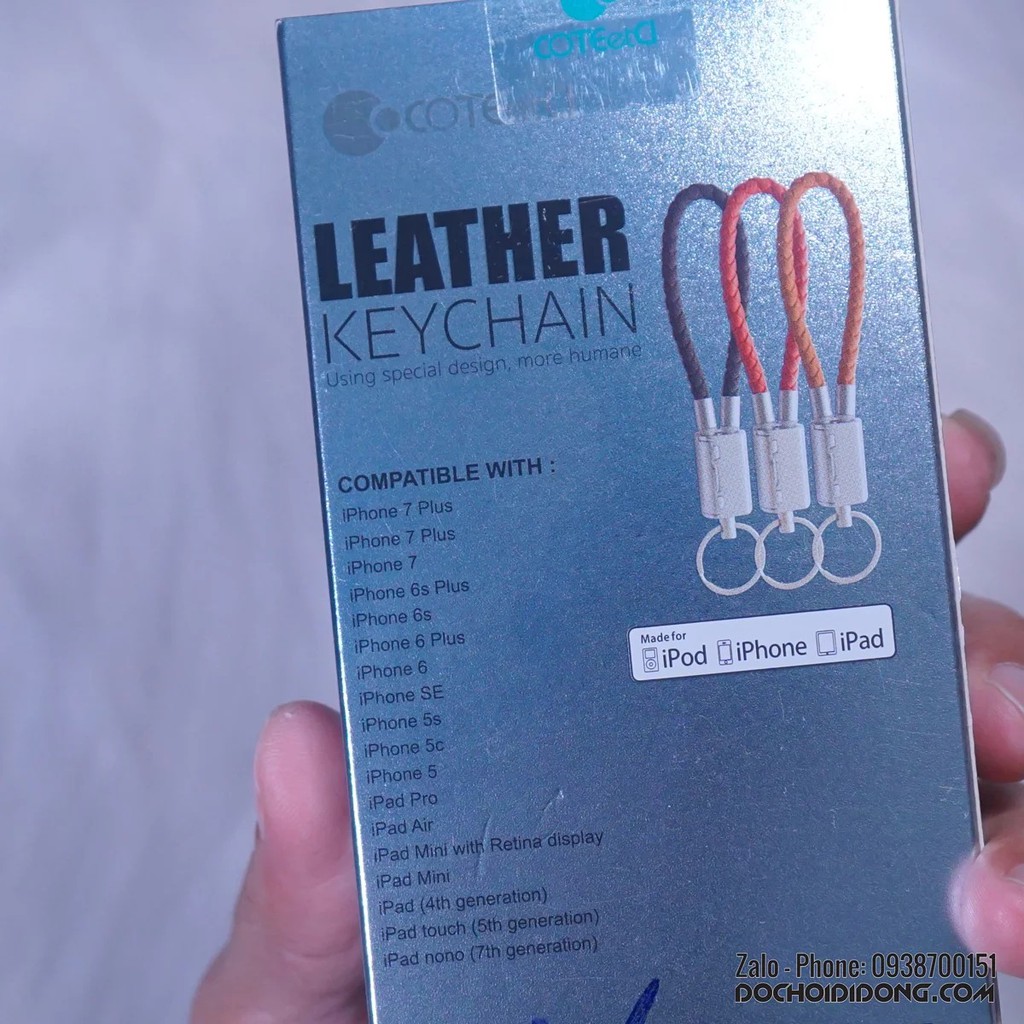 COTEetCI
COTE
LEATHER
KEYCHAIN
Using special design, more humane
COMPATIBLE WITH :
iPhone 7 Plus
iPhone 7 Plus
iPhone 7
iPhone 6s Plus
iPhone 6s
iPhone 6 Plus
iPhone 6
iPhone SE
iPhone 5s
iPhone 5c
iPhone 5
iPad Pro
iPad Air
iPad Mini with Retina display
iPad Mini
iPad (4th generation)
iPad touch (5th generation)
iPad nono (7th generation)
Made for
iPod iPhone iPad
Zalo - Phone: 0938700151
DOCHOIDIDONG.COM